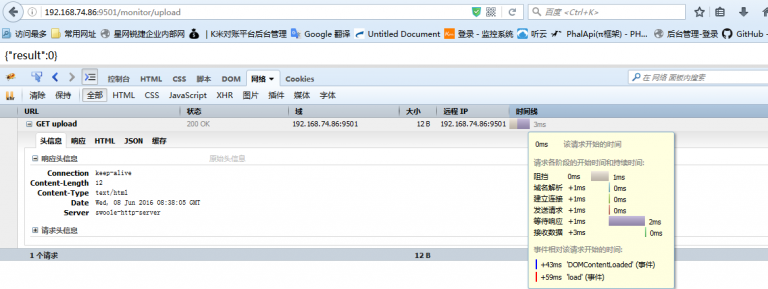 192.168.74.86:9501/monitor/upload
百度 <Ctrl+K>
访问最多 常用网址 星网锐捷企业内部网 K米对账平台后台管理 Google 翻译 Untitled Document 登录 - 监控系统 听云 PhalApi(π框架) - PH... 后台管理-登录 GitHub -
{"result":0}
控制台 HTML CSS 脚本 DOM 网络 Cookies
在 网络 面板内搜索
清除 保持 全部 HTML CSS JavaScript XHR 图片 插件 媒体 字体
URL 状态 域 大小 远程 IP 时间线
GET upload 200 OK 192.168.74.86:9501 12 B 192.168.74.86:9501 3ms
头信息 响应 HTML JSON 缓存
响应头信息 原始头信息
Connection keep-alive
Content-Length 12
Content-Type text/html
Date Wed, 08 Jun 2016 08:38:05 GMT
Server swoole-http-server
请求头信息
1 个请求 12 B
0ms 该请求开始的时间
请求各阶段的开始时间和持续时间:
阻挡 0ms 1ms
域名解析 +1ms 0ms
建立连接 +1ms 0ms
发送请求 +1ms 0ms
等待响应 +1ms 2ms
接收数据 +3ms 0ms
事件相对该请求开始的时间:
+43ms 'DOMContentLoaded' (事件)
+59ms 'load' (事件)